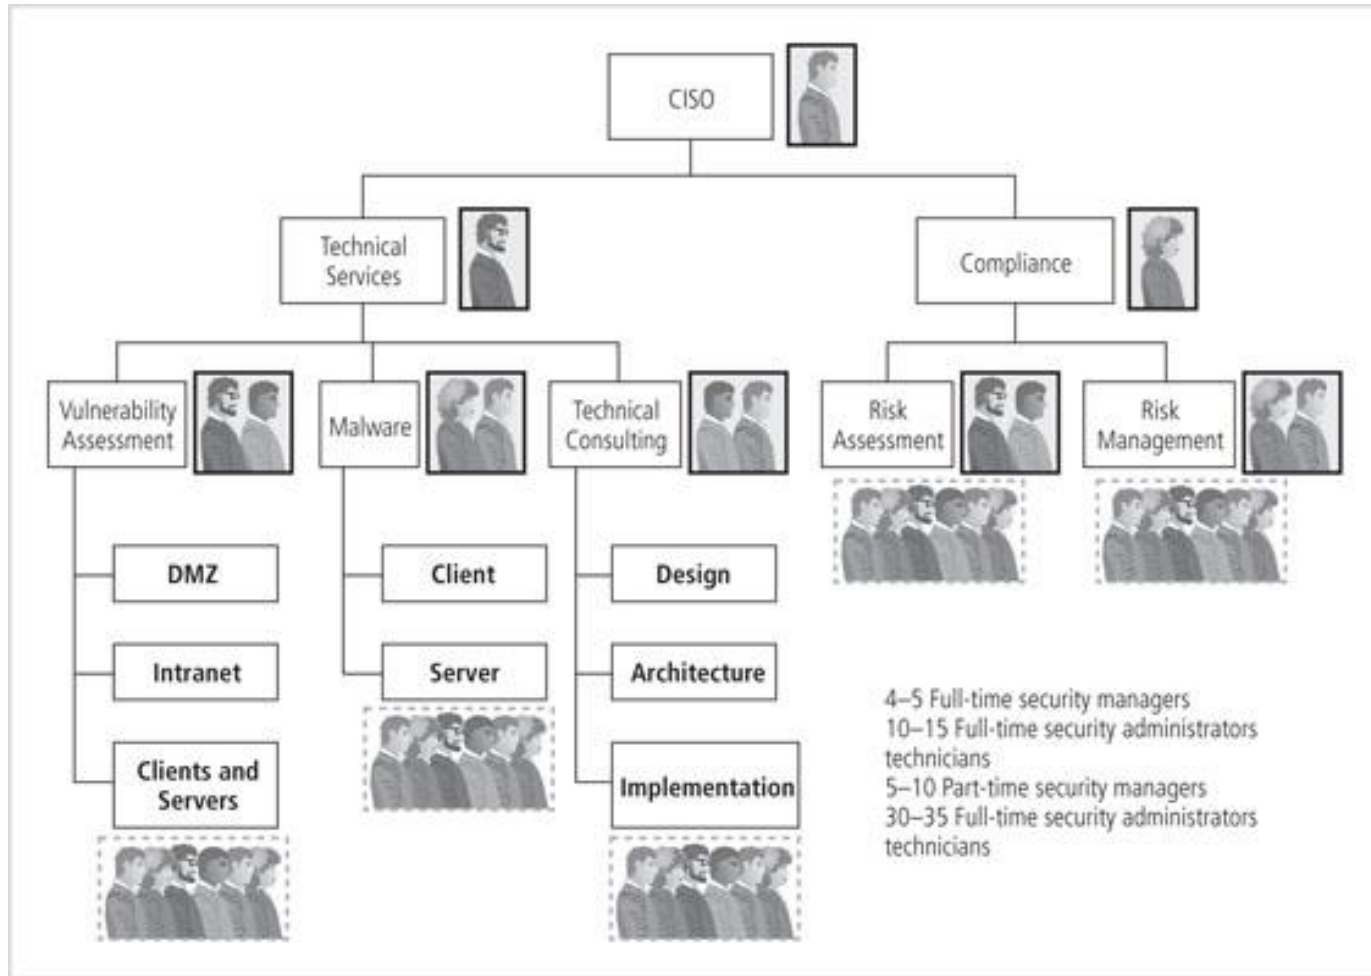 CISO
Technical
Services
Compliance
Vulnerability
Assessment
Malware
Technical
Consulting
Risk
Assessment
Risk
Management
DMZ
Client
Design
Intranet
Server
Architecture
Clients and
Servers
Implementation
4–5 Full-time security managers
10–15 Full-time security administrators
technicians
5–10 Part-time security managers
30–35 Full-time security administrators
technicians